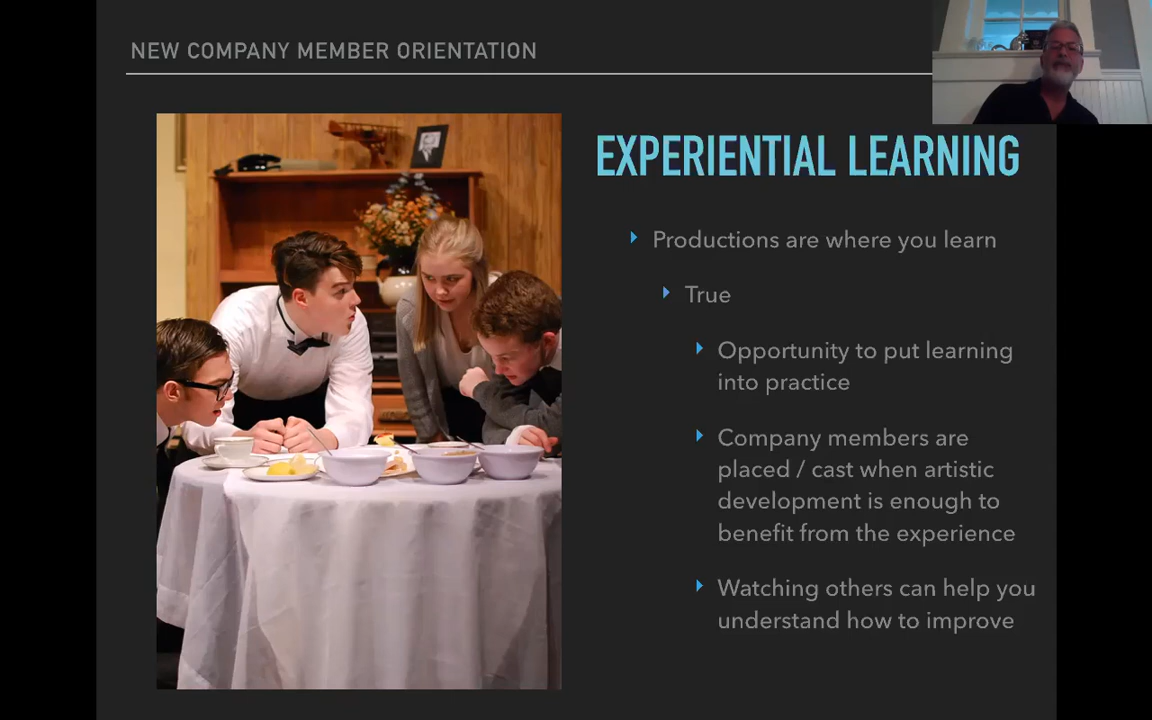 NEW COMPANY MEMBER ORIENTATION
EXPERIENTIAL LEARNING
Productions are where you learn
True
Opportunity to put learning
into practice
Company members are
placed / cast when artistic
development is enough to
benefit from the experience
Watching others can help you
understand how to improve